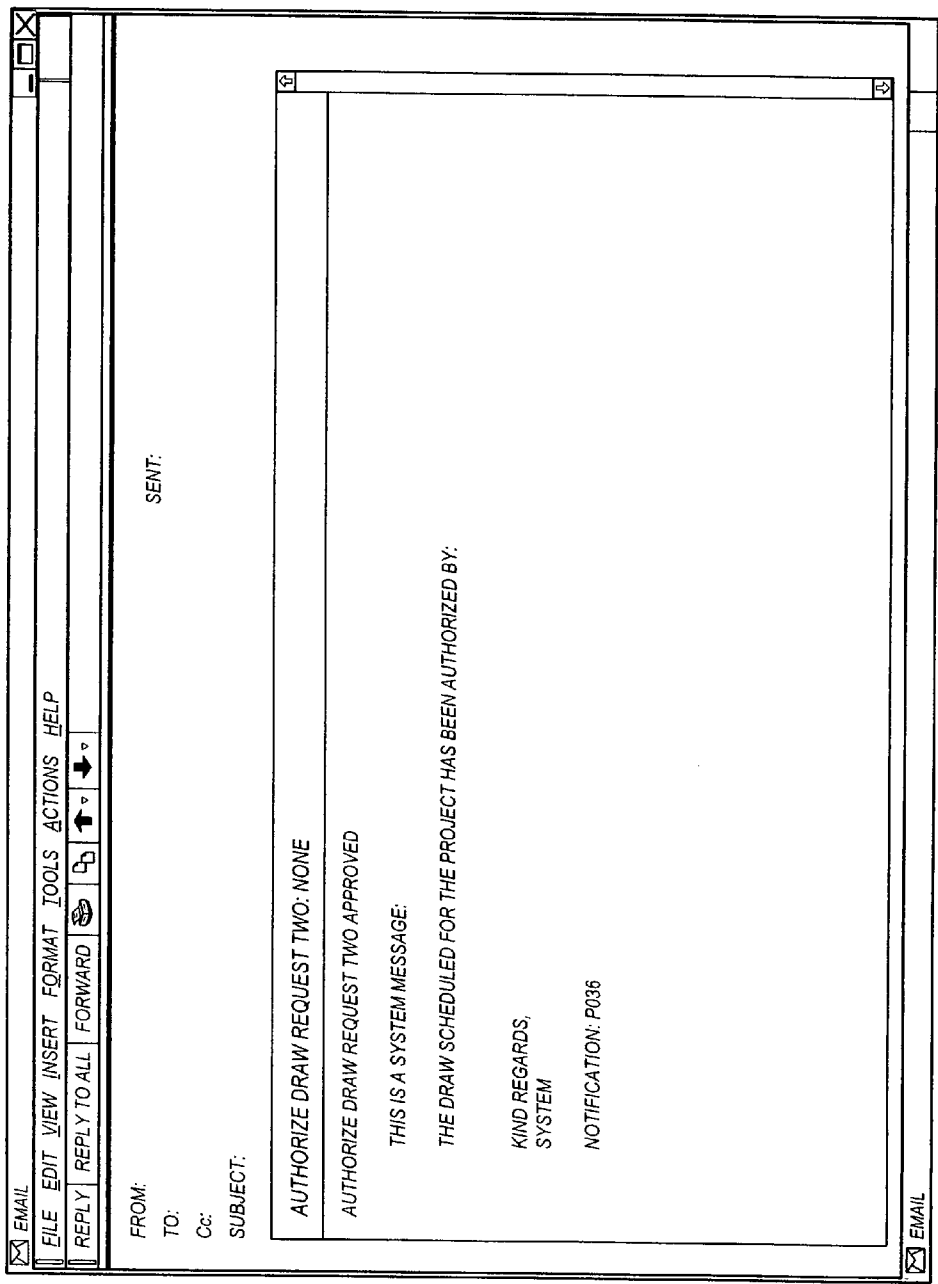 EMAIL
FILE EDIT VIEW INSERT FORMAT TOOLS ACTIONS HELP
REPLY REPLY TO ALL FORWARD
FROM:
SENT:
TO:
Cc:
SUBJECT:
AUTHORIZE DRAW REQUEST TWO: NONE
AUTHORIZE DRAW REQUEST TWO APPROVED
THIS IS A SYSTEM MESSAGE:
THE DRAW SCHEDULED FOR THE PROJECT HAS BEEN AUTHORIZED BY:
KIND REGARDS,
SYSTEM
NOTIFICATION: P036
EMAIL